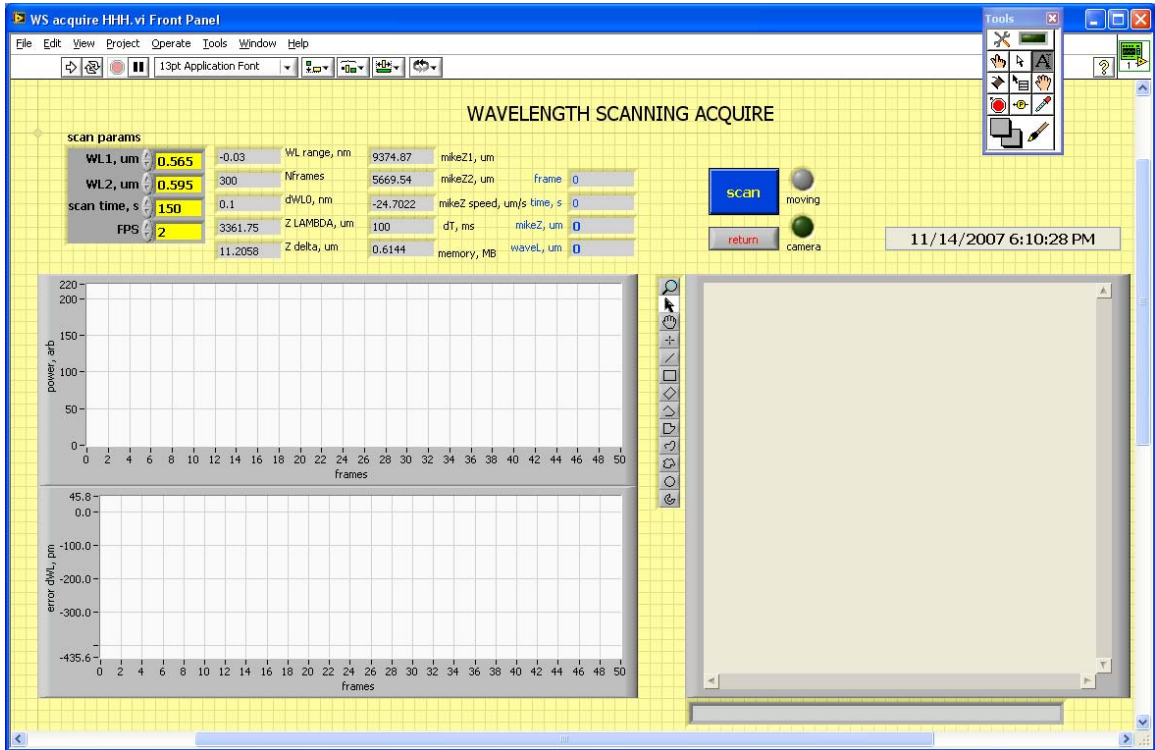 WS acquire HHH.vi Front Panel
Tools
File Edit View Project Operate Tools Window Help
13pt Application Font
1
WAVELENGTH SCANNING ACQUIRE
scan params
WL1, um 0.565
WL2, um 0.595
scan time, s 150
FPS 2
-0.03 WL range, nm
300 Nframes
0.1 dWL0, nm
3361.75 Z LAMBDA, um
11.2058 Z delta, um
9374.87 mikeZ1, um
5669.54 mikeZ2, um
-24.7022 mikeZ speed, um/s
100 dT, ms
0.6144 memory, MB
frame 0
time, s 0
mikeZ, um 0
waveL, um 0
scan
moving
return
camera
11/14/2007 6:10:28 PM
power, arb
220
200
150
100
50
0
0 2 4 6 8 10 12 14 16 18 20 22 24 26 28 30 32 34 36 38 40 42 44 46 48 50
frames
error dWL, pm
45.8
0.0
-100.0
-200.0
-300.0
-435.6
0 2 4 6 8 10 12 14 16 18 20 22 24 26 28 30 32 34 36 38 40 42 44 46 48 50
frames